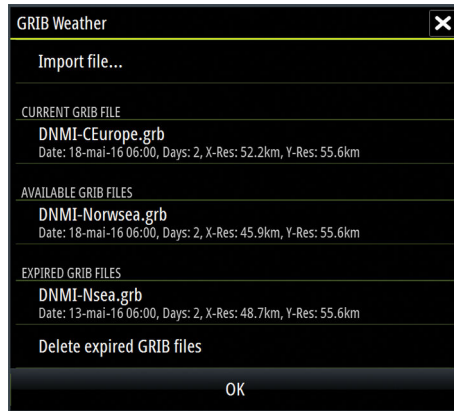 GRIB Weather
Import file...
CURRENT GRIB FILE
DNMI-CEurope.grb
Date: 18-mai-16 06:00, Days: 2, X-Res: 52.2km, Y-Res: 55.6km
AVAILABLE GRIB FILES
DNMI-Norwsea.grb
Date: 18-mai-16 06:00, Days: 2, X-Res: 45.9km, Y-Res: 55.6km
EXPIRED GRIB FILES
DNMI-Nsea.grb
Date: 13-mai-16 06:00, Days: 2, X-Res: 48.7km, Y-Res: 55.6km
Delete expired GRIB files
OK